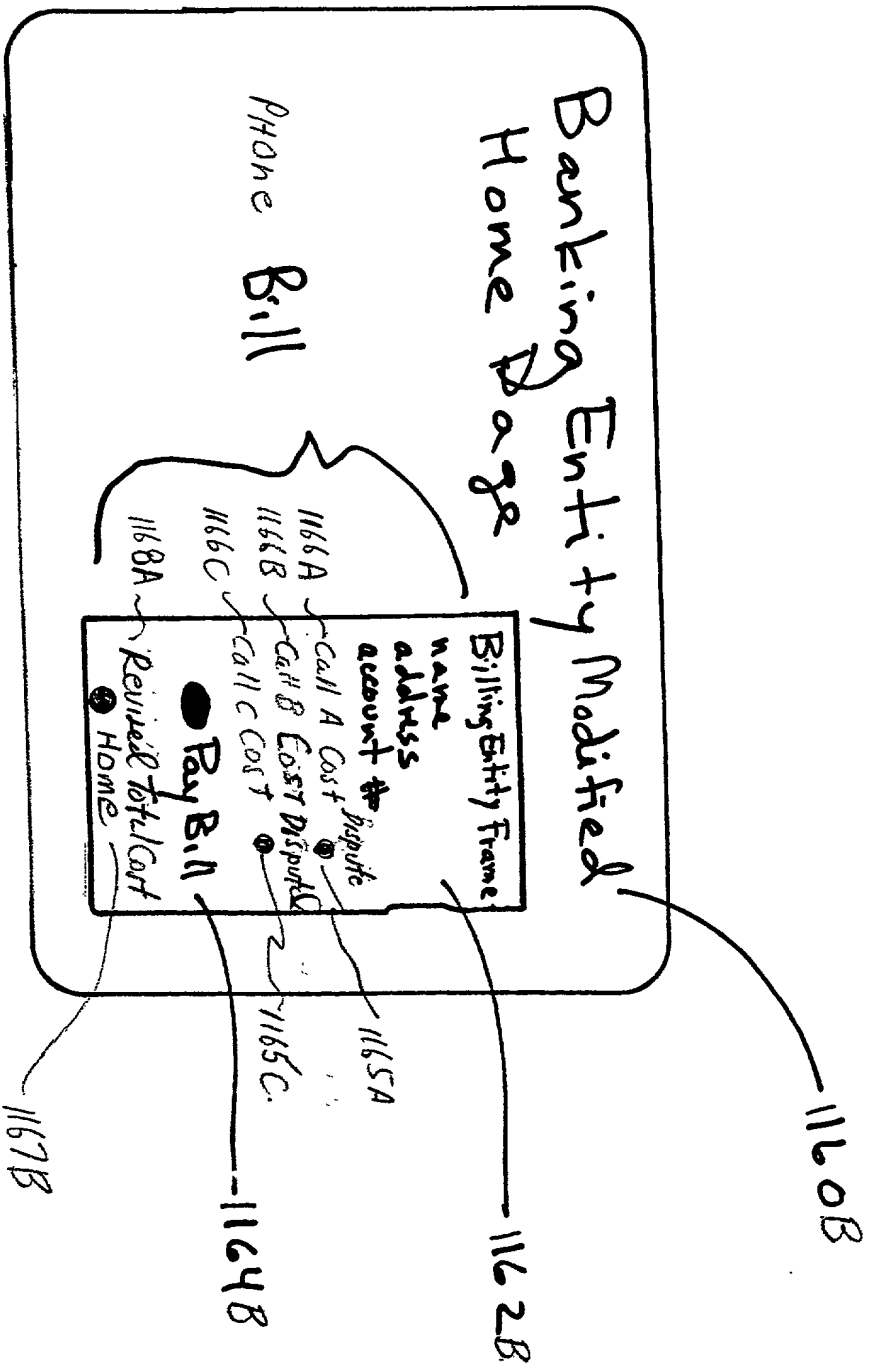 Banking Entity Modified
Home Page
1160B
Phone Bill
Billing Entity Frame
name
address
account #
1162B
1166A Call A Cost Dispute
1165A
1166B Call B Cost Disputed
1166C Call C Cost
1165C
Pay Bill
1164B
1168A Revised Total Cost
Home
1167B